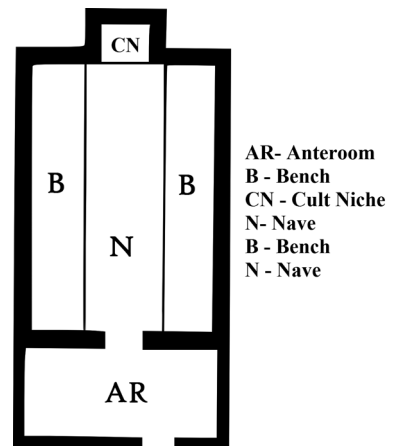 CN
B
B
N
AR
AR- Anteroom
B - Bench
CN - Cult Niche
N- Nave
B - Bench
N - Nave